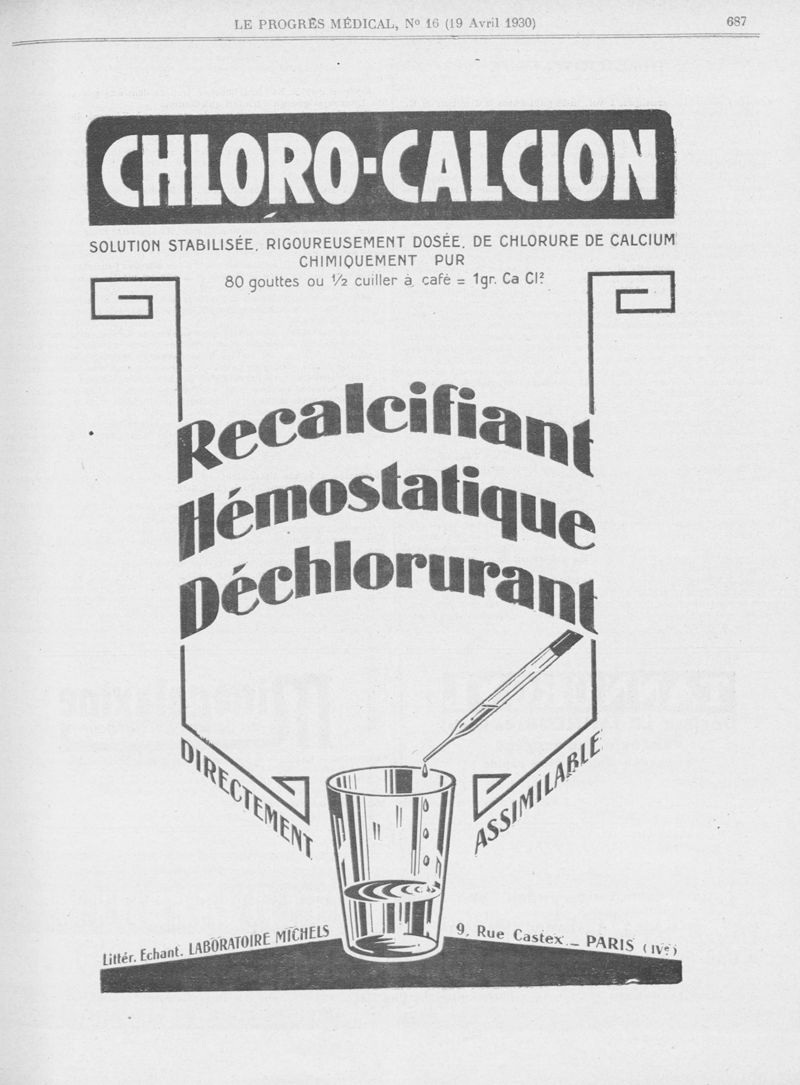 LE PROGRÈS MÉDICAL, Nº 16 (19 Avril 1930)
687
CHLORO-CALCION
SOLUTION STABILISÉE, RIGOUREUSEMENT DOSÉE, DE CHLORURE DE CALCIUM
CHIMIQUEMENT PUR
80 gouttes ou 1/2 cuiller à café = 1gr. Ca Cl²
Recalcifiant
Hémostatique
Déchlorurant
DIRECTEMENT
ASSIMILABLE
Littér. Echant. LABORATOIRE MICHELS
9, Rue Castex _ PARIS (IVe)